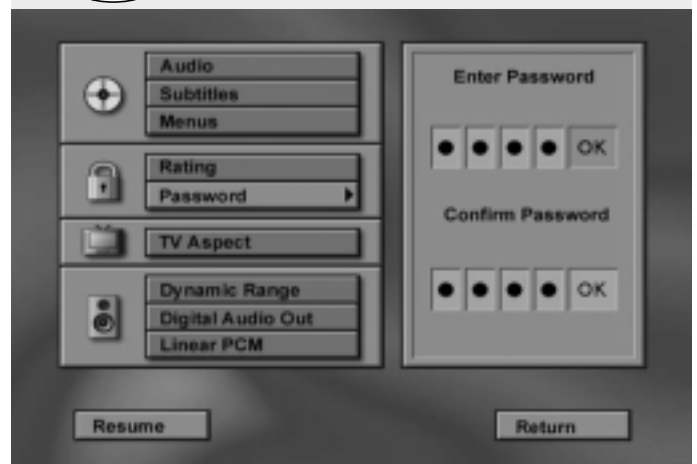 Audio
Subtitles
Menus
Rating
Password
TV Aspect
Dynamic Range
Digital Audio Out
Linear PCM
Enter Password
OK
Confirm Password
OK
Resume
Return